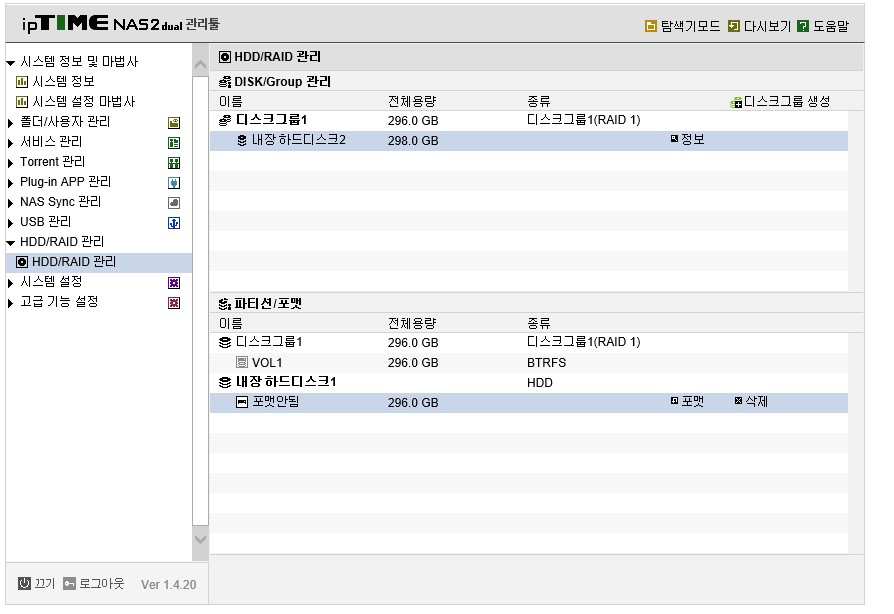 ipTIME NAS2dual 관리툴
탐색기모드 다시보기 도움말
시스템 정보 및 마법사
시스템 정보
시스템 설정 마법사
폴더/사용자 관리
서비스 관리
Torrent 관리
Plug-in APP 관리
NAS Sync 관리
USB 관리
HDD/RAID 관리
HDD/RAID 관리
시스템 설정
고급 기능 설정
끄기 로그아웃 Ver 1.4.20
HDD/RAID 관리
DISK/Group 관리
이름 전체용량 종류 디스크그룹 생성
디스크그룹1 296.0 GB 디스크그룹1(RAID 1)
내장 하드디스크2 298.0 GB 정보
파티션/포맷
이름 전체용량 종류
디스크그룹1 296.0 GB 디스크그룹1(RAID 1)
VOL1 296.0 GB BTRFS
내장 하드디스크1 HDD
포맷안됨 296.0 GB 포맷 삭제